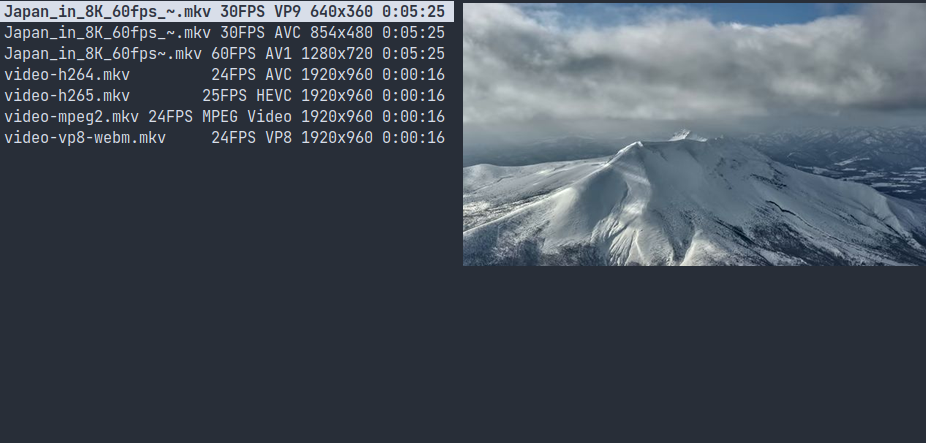 Japan_in_8K_60fps_~.mkv 30FPS VP9 640x360 0:05:25
Japan_in_8K_60fps_~.mkv 30FPS AVC 854x480 0:05:25
Japan_in_8K_60fps~.mkv 60FPS AV1 1280x720 0:05:25
video-h264.mkv 24FPS AVC 1920x960 0:00:16
video-h265.mkv 25FPS HEVC 1920x960 0:00:16
video-mpeg2.mkv 24FPS MPEG Video 1920x960 0:00:16
video-vp8-webm.mkv 24FPS VP8 1920x960 0:00:16